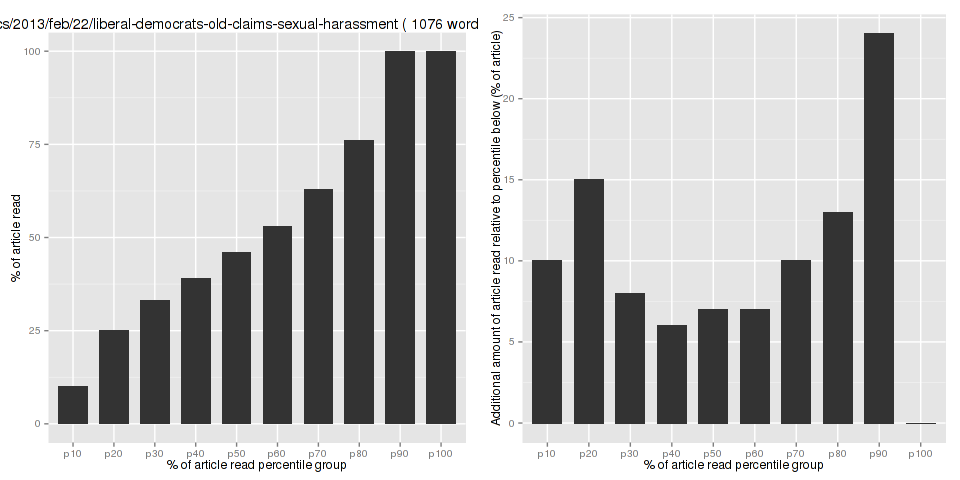 cs/2013/feb/22/liberal-democrats-old-claims-sexual-harassment ( 1076 word
% of article read
100
75
50
25
0
p10 p20 p30 p40 p50 p60 p70 p80 p90 p100
% of article read percentile group
Additional amount of article read relative to percentile below (% of article)
25
20
15
10
5
0
p10 p20 p30 p40 p50 p60 p70 p80 p90 p100
% of article read percentile group